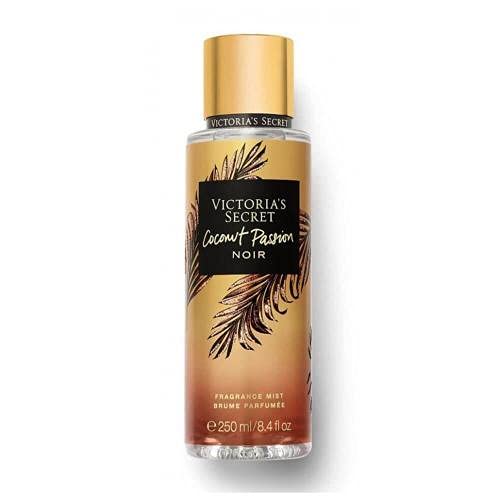 VICTORIA'S SECRET
VICTORIA'S
SECRET
Coconut Passion
NOIR
FRAGRANCE MIST
BRUME PARFUMÉE
℮ 250 ml/8.4 fl oz